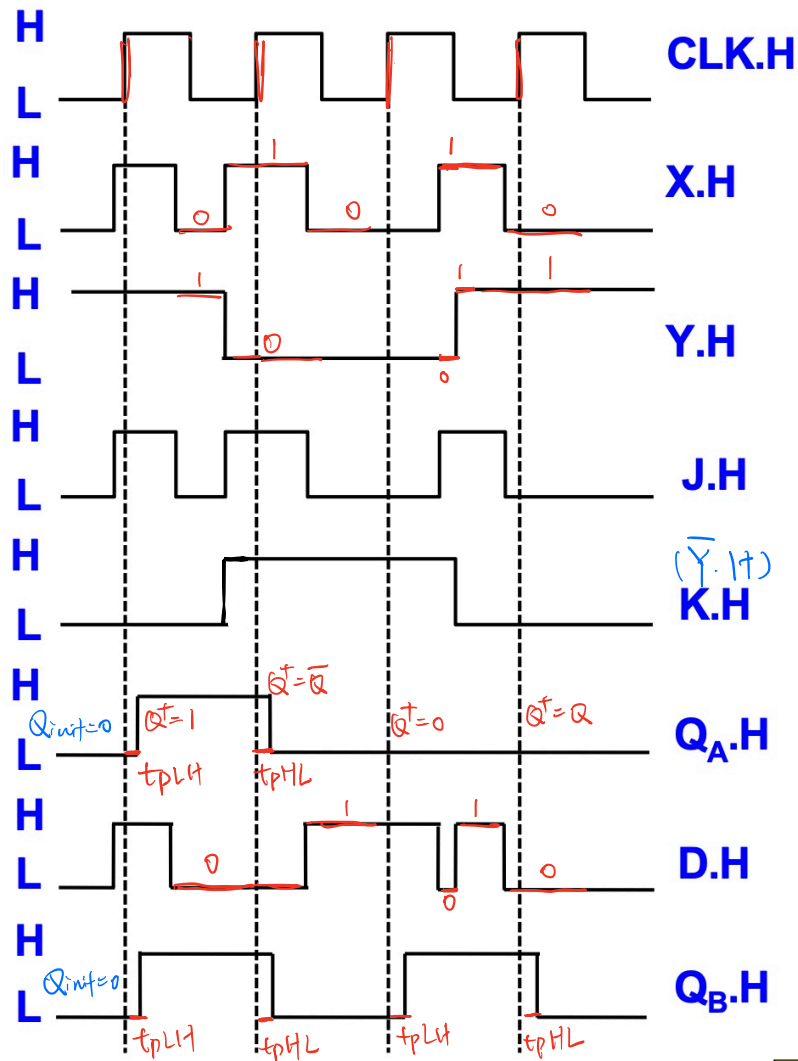 H
CLK.H
L
H
1
1
X.H
L
0
0
0
H
1
1
1
Y.H
0
L
0
H
J.H
L
H
(Y̅.H)
K.H
L
H
Q⁺=Q̅
Qinit=0
Q⁺=1
Q⁺=0
Q⁺=Q
QA.H
L
tpLH
tpHL
H
1
1
D.H
0
0
L
0
H
Qinit=0
QB.H
L
tpLH
tpHL
tpLH
tpHL